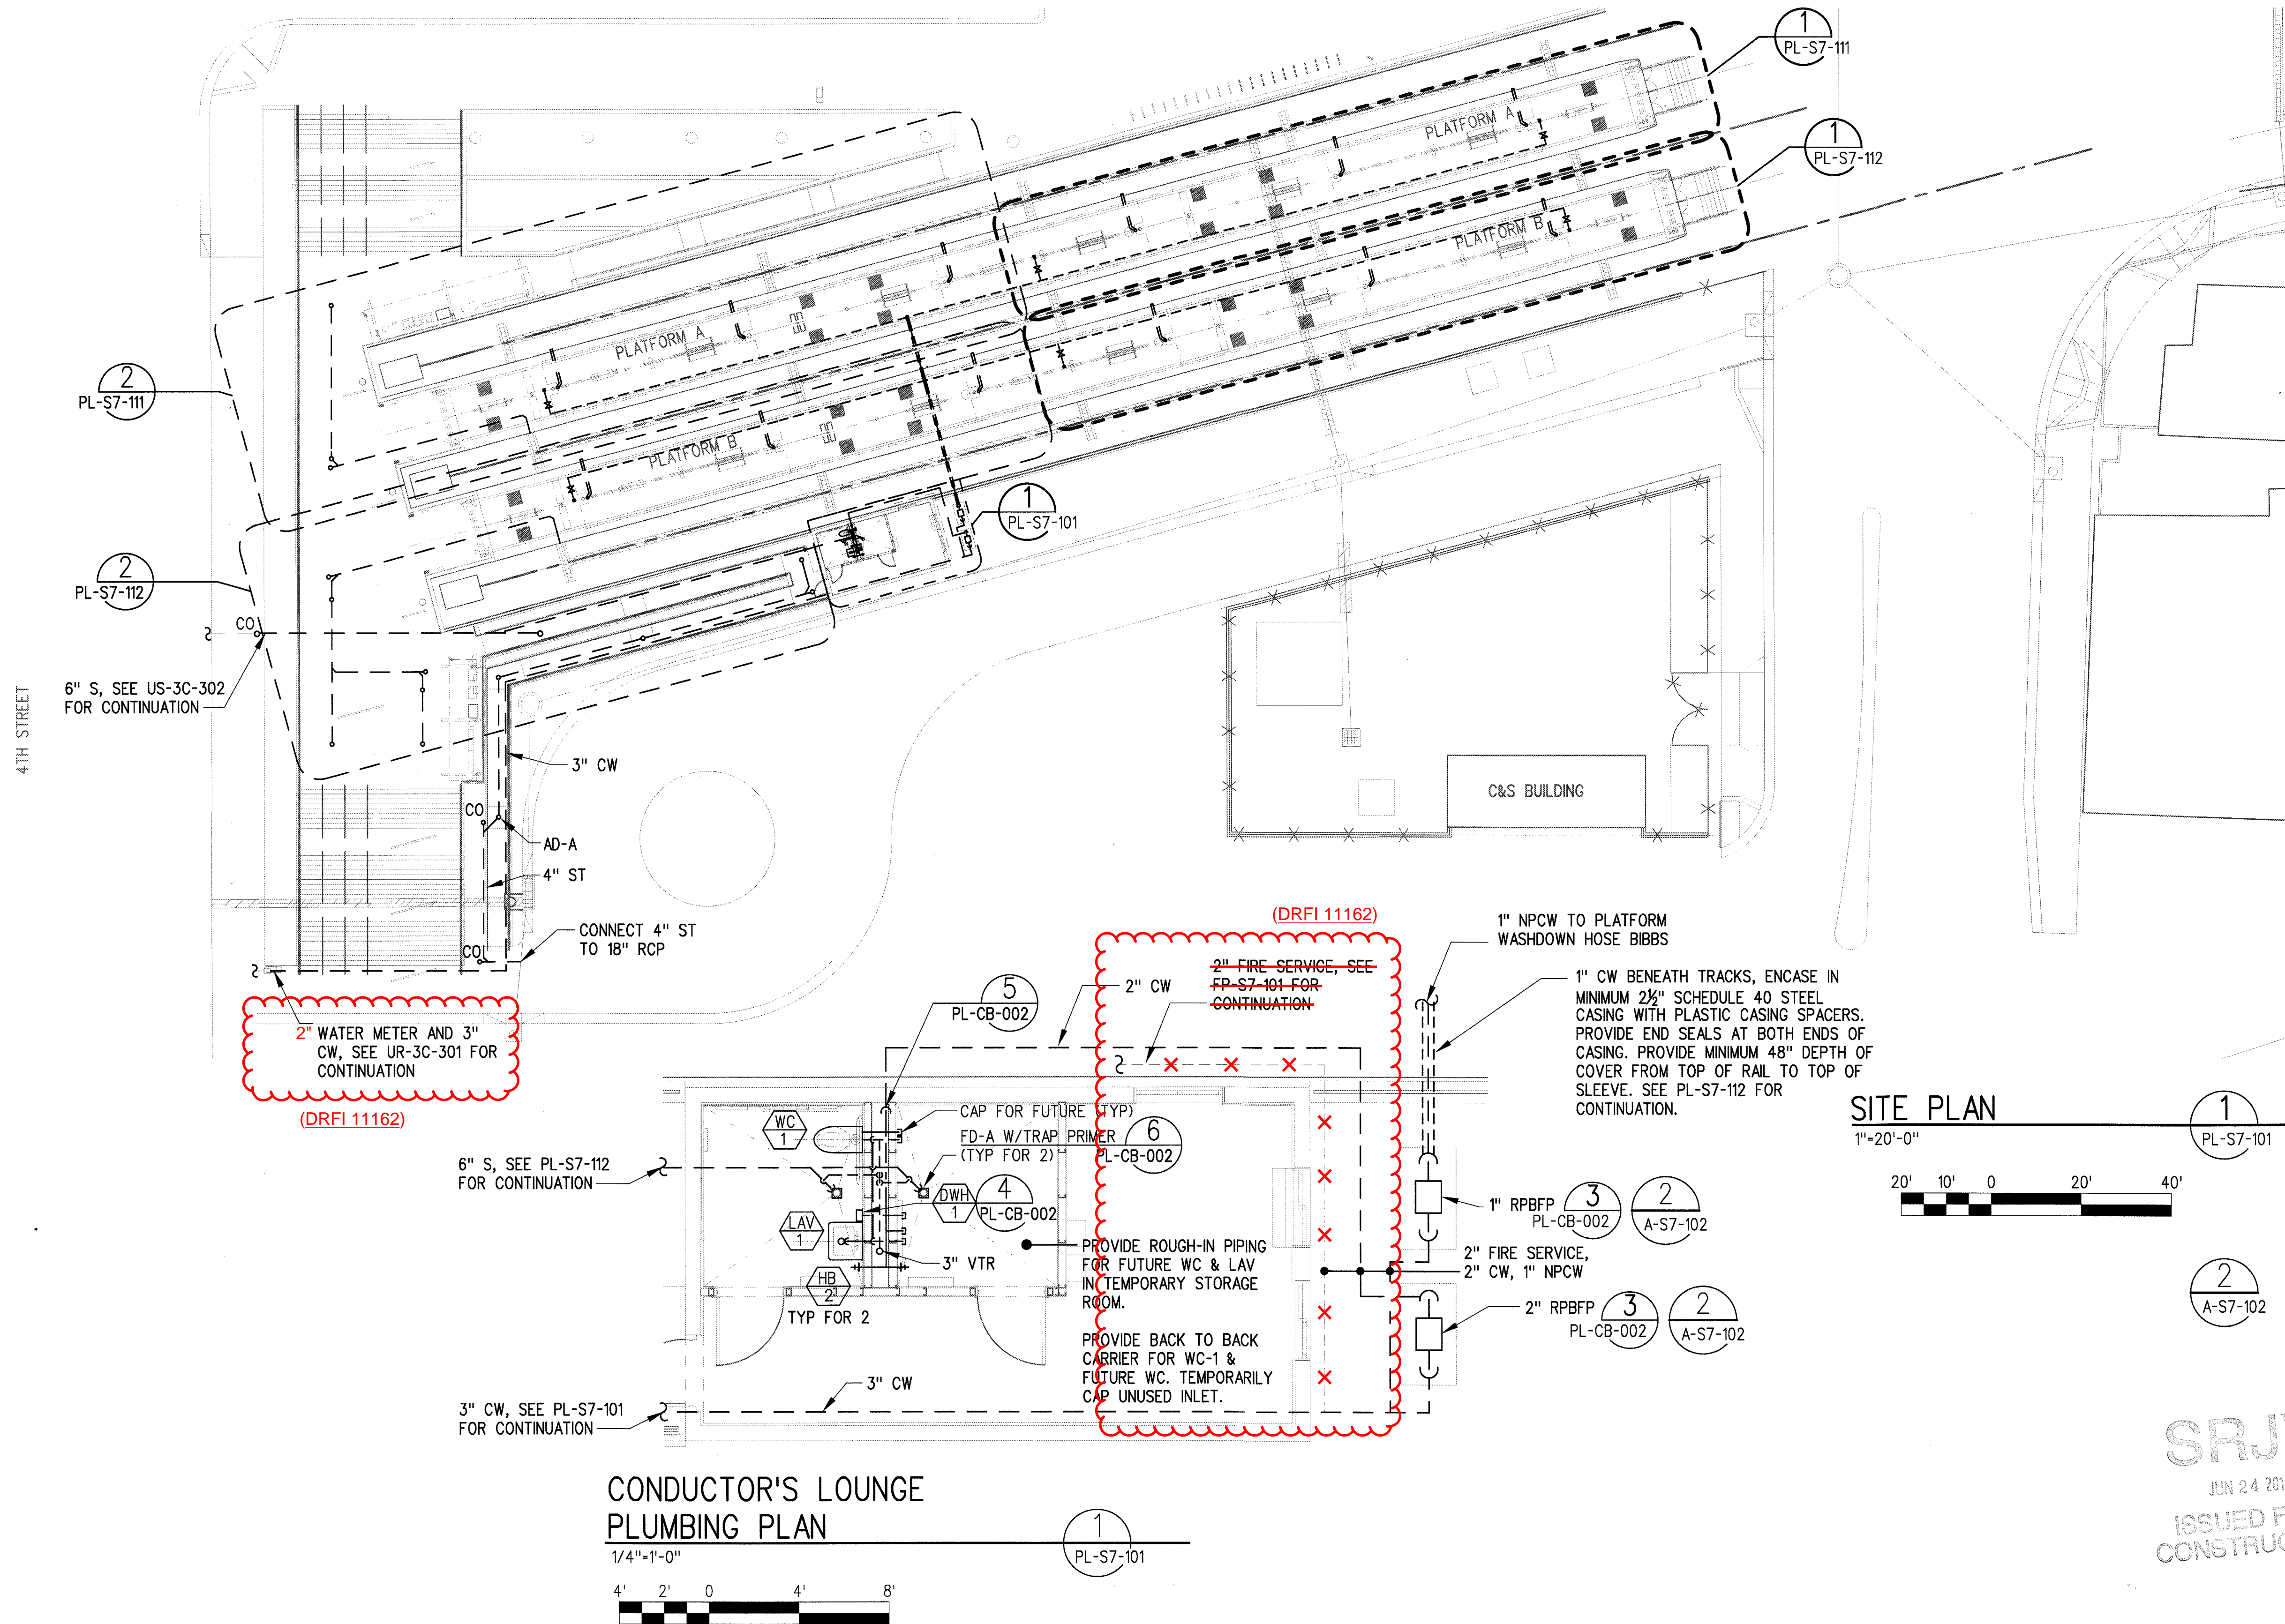 1
PL-S7-111
1
PL-S7-112
PLATFORM A
PLATFORM B
PLATFORM A
PLATFORM B
2
PL-S7-111
1
PL-S7-101
2
PL-S7-112
CO
6" S, SEE US-3C-302
FOR CONTINUATION
4TH STREET
3" CW
CO
AD-A
4" ST
CO
CONNECT 4" ST
TO 18" RCP
C&S BUILDING
2" WATER METER AND 3"
CW, SEE UR-3C-301 FOR
CONTINUATION
(DRFI 11162)
(DRFI 11162)
2" FIRE SERVICE, SEE
FP-S7-101 FOR
CONTINUATION
2" CW
5
PL-CB-002
1" NPCW TO PLATFORM
WASHDOWN HOSE BIBBS
1" CW BENEATH TRACKS, ENCASE IN
MINIMUM 2½" SCHEDULE 40 STEEL
CASING WITH PLASTIC CASING SPACERS.
PROVIDE END SEALS AT BOTH ENDS OF
CASING. PROVIDE MINIMUM 48" DEPTH OF
COVER FROM TOP OF RAIL TO TOP OF
SLEEVE. SEE PL-S7-112 FOR
CONTINUATION.
SITE PLAN
1"=20'-0"
1
PL-S7-101
20' 10' 0 20' 40'
2
A-S7-102
WC
1
CAP FOR FUTURE (TYP)
FD-A W/TRAP PRIMER
(TYP FOR 2)
6
PL-CB-002
6" S, SEE PL-S7-112
FOR CONTINUATION
DWH
1
4
PL-CB-002
LAV
1
3" VTR
HB
2
TYP FOR 2
PROVIDE ROUGH-IN PIPING
FOR FUTURE WC & LAV
IN TEMPORARY STORAGE
ROOM.
PROVIDE BACK TO BACK
CARRIER FOR WC-1 &
FUTURE WC. TEMPORARILY
CAP UNUSED INLET.
1" RPBFP
3
PL-CB-002
2
A-S7-102
2" FIRE SERVICE,
2" CW, 1" NPCW
2" RPBFP
3
PL-CB-002
2
A-S7-102
3" CW
3" CW, SEE PL-S7-101
FOR CONTINUATION
CONDUCTOR'S LOUNGE
PLUMBING PLAN
1/4"=1'-0"
1
PL-S7-101
4' 2' 0 4' 8'
SRJ
JUN 24 201
ISSUED F
CONSTRUC